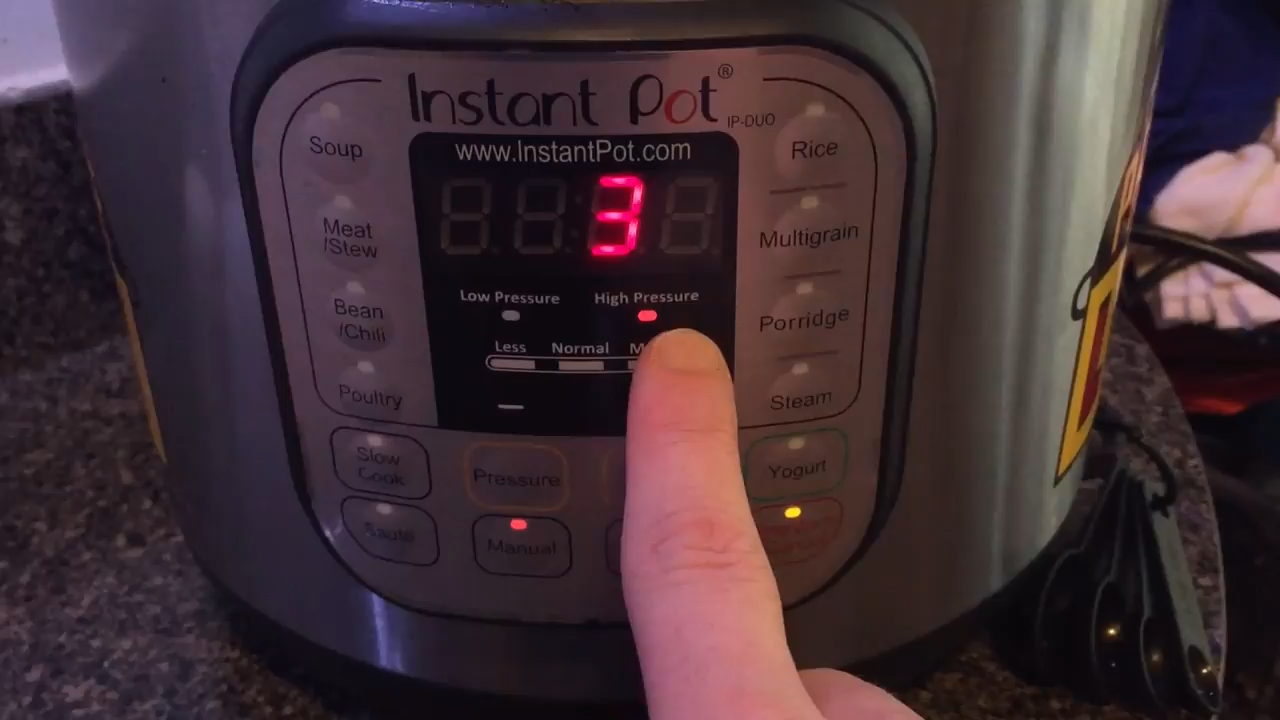 Instant Pot®
IP-DUO
www.InstantPot.com
3
Soup
Meat
/Stew
Bean
/Chili
Poultry
Low Pressure
High Pressure
Less
Normal
Rice
Multigrain
Porridge
Steam
Slow
Cook
Pressure
Yogurt
Sauté
Manual